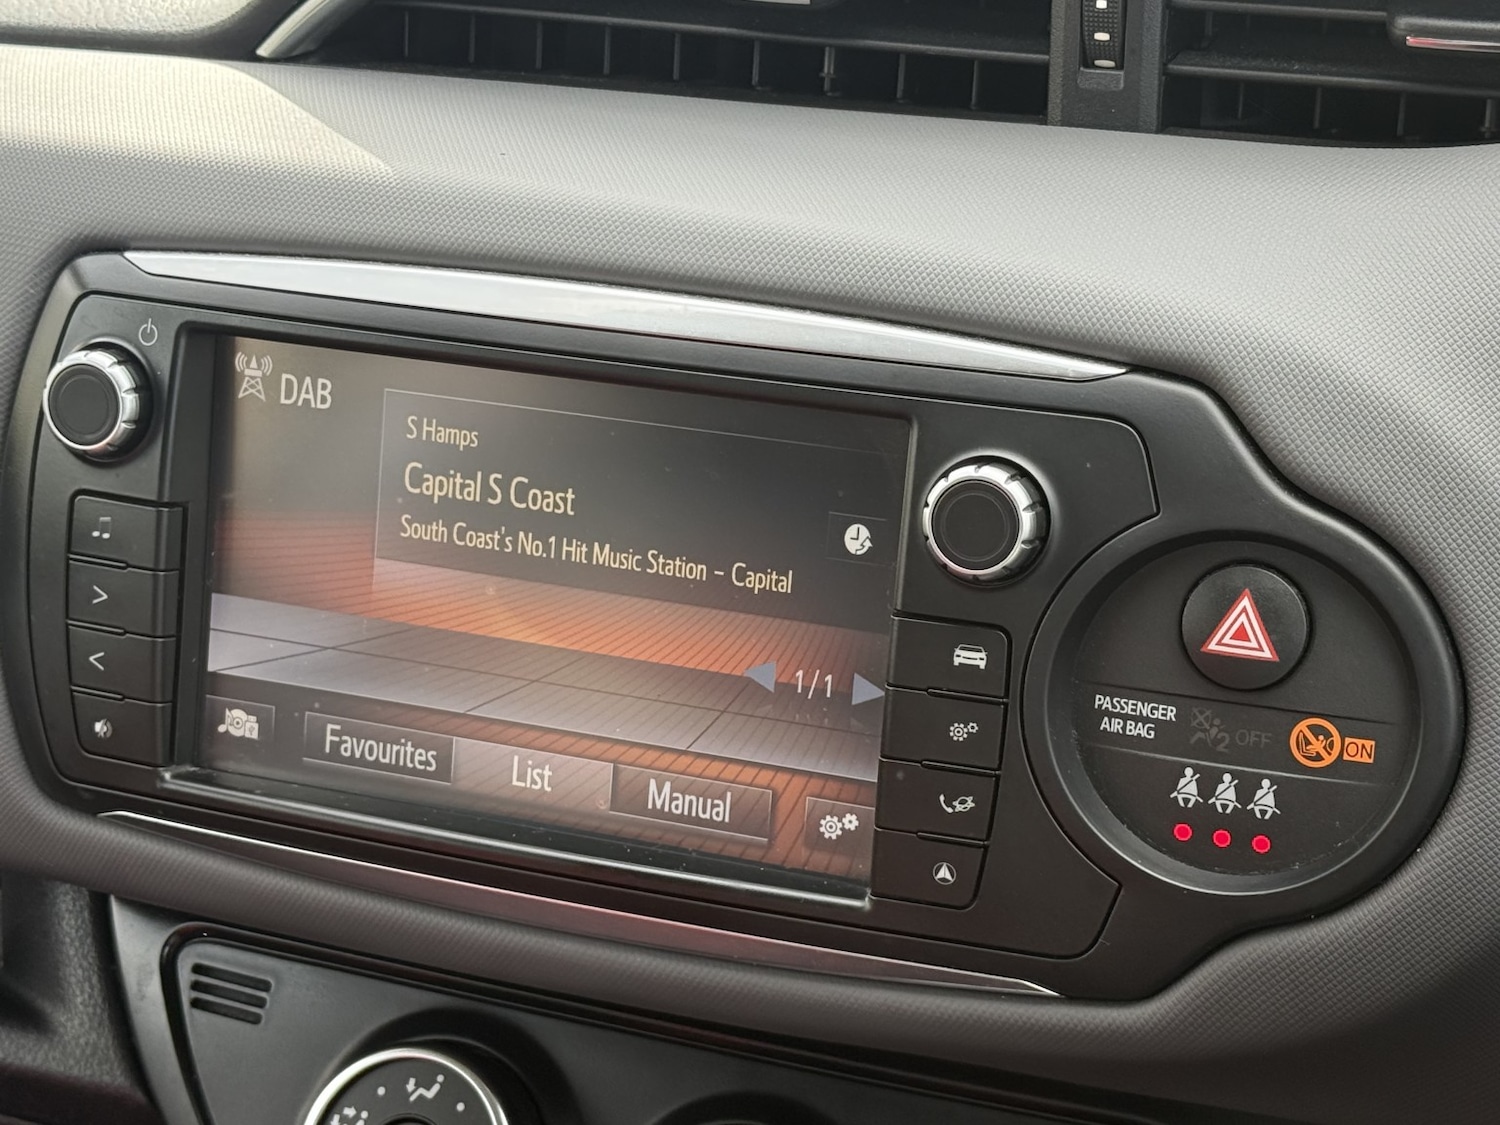 DAB
S Hamps
Capital S Coast
South Coast's No.1 Hit Music Station - Capital
1/1
Favourites
List
Manual
PASSENGER
AIR BAG
2 OFF
ON